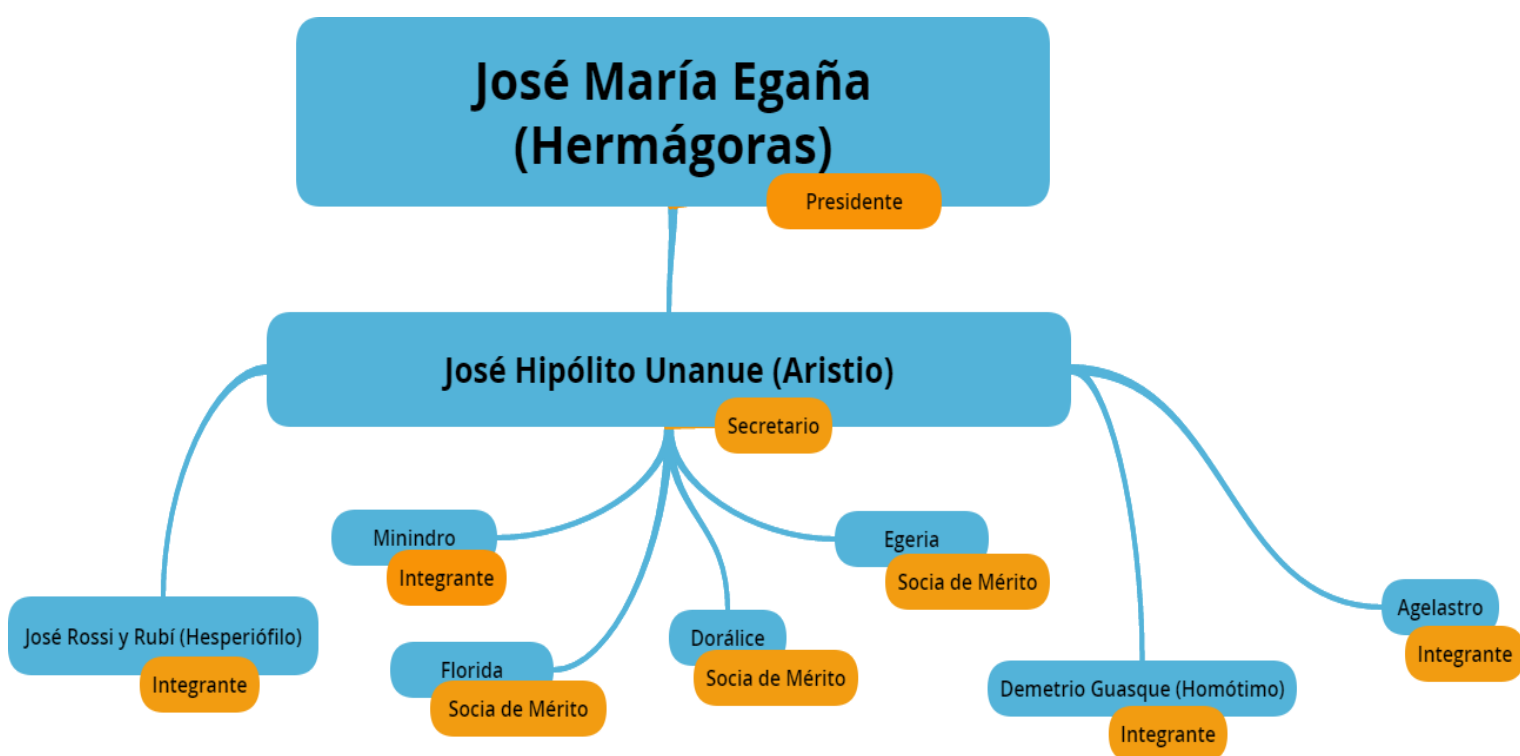 José María Egaña
(Hermágoras)
Presidente
José Hipólito Unanue (Aristio)
Secretario
Minindro
Integrante
Egeria
Socia de Mérito
José Rossi y Rubí (Hesperiófilo)
Integrante
Florida
Socia de Mérito
Dorálice
Socia de Mérito
Demetrio Guasque (Homótimo)
Integrante
Agelastro
Integrante